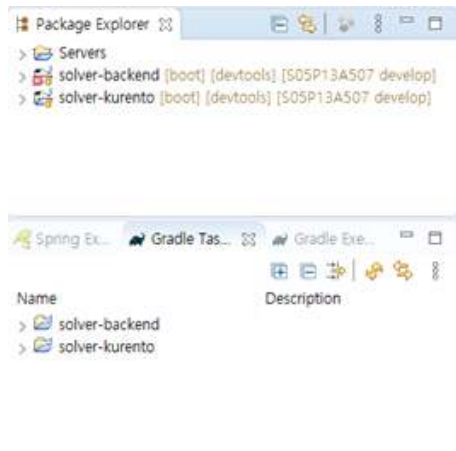 Package Explorer
Servers
solver-backend [boot] [devtools] [S05P13A507 develop]
solver-kurento [boot] [devtools] [S05P13A507 develop]
Spring Ex...
Gradle Tas...
Gradle Exe...
Name Description
solver-backend
solver-kurento